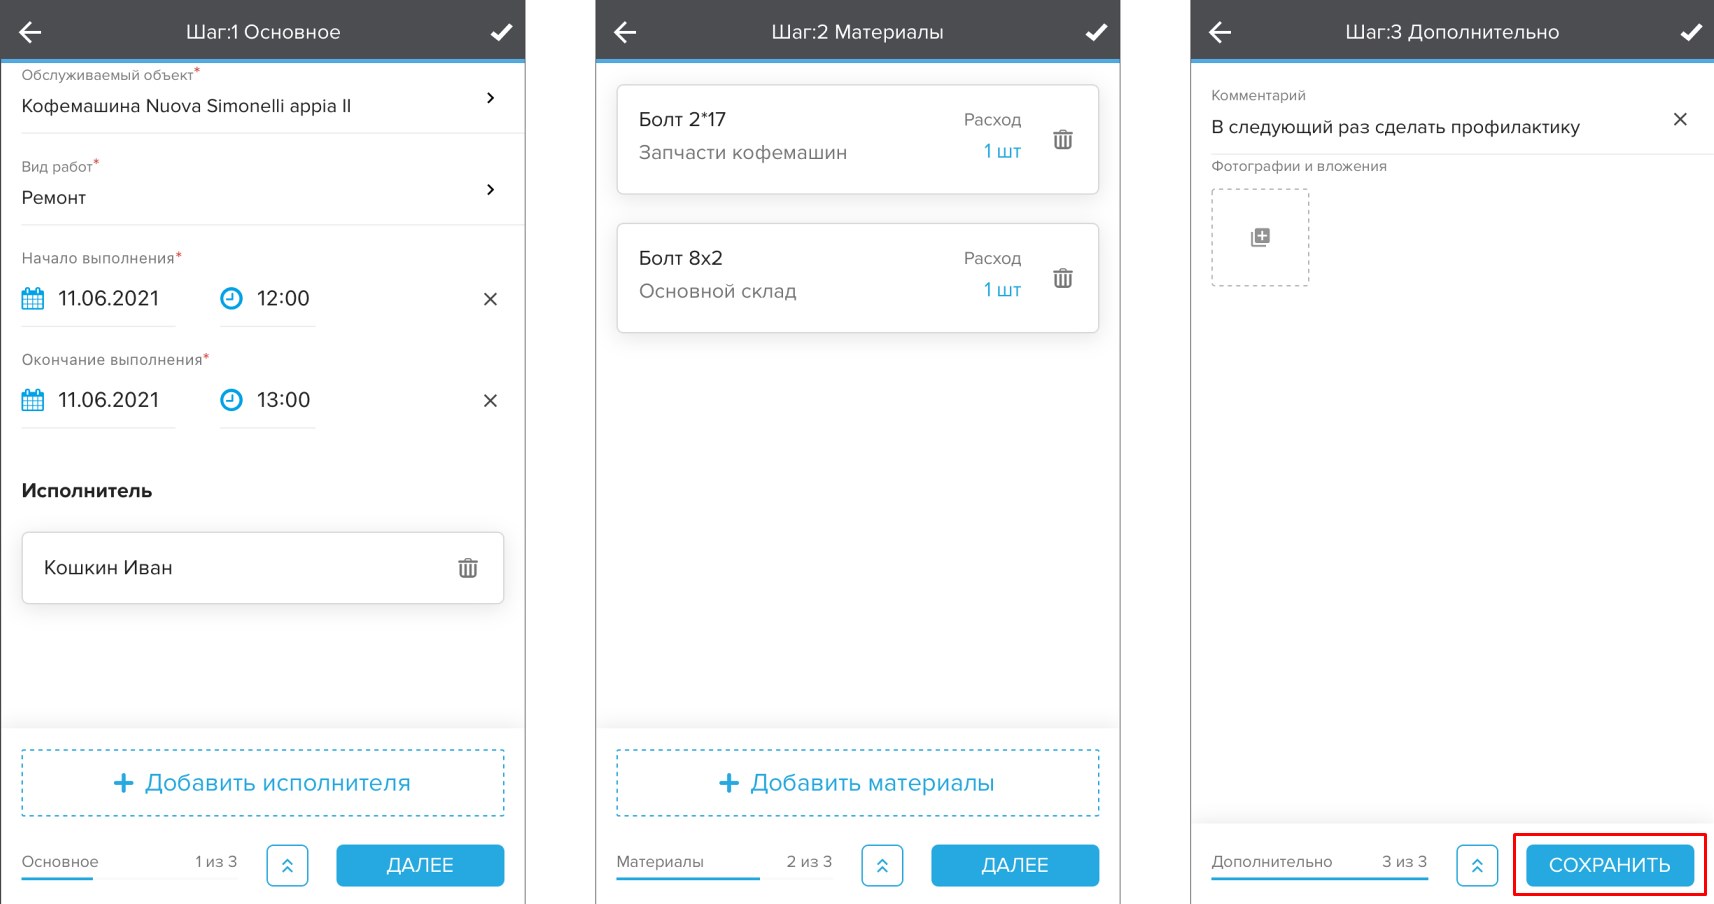 Шаг:1 Основное
Обслуживаемый объект*
Кофемашина Nuova Simonelli appia II
Вид работ*
Ремонт
Начало выполнения*
11.06.2021 12:00
Окончание выполнения*
11.06.2021 13:00
Исполнитель
Кошкин Иван
+ Добавить исполнителя
Основное 1 из 3 ДАЛЕЕ
Шаг:2 Материалы
Болт 2*17 Расход
Запчасти кофемашин 1 шт
Болт 8х2 Расход
Основной склад 1 шт
+ Добавить материалы
Материалы 2 из 3 ДАЛЕЕ
Шаг:3 Дополнительно
Комментарий
В следующий раз сделать профилактику
Фотографии и вложения
Дополнительно 3 из 3 СОХРАНИТЬ